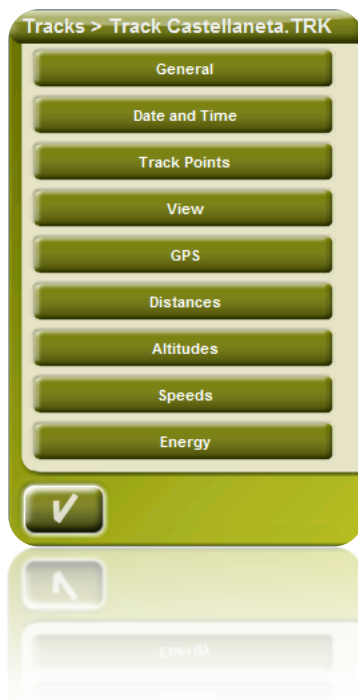 Tracks > Track Castellaneta.TRK
General
Date and Time
Track Points
View
GPS
Distances
Altitudes
Speeds
Energy